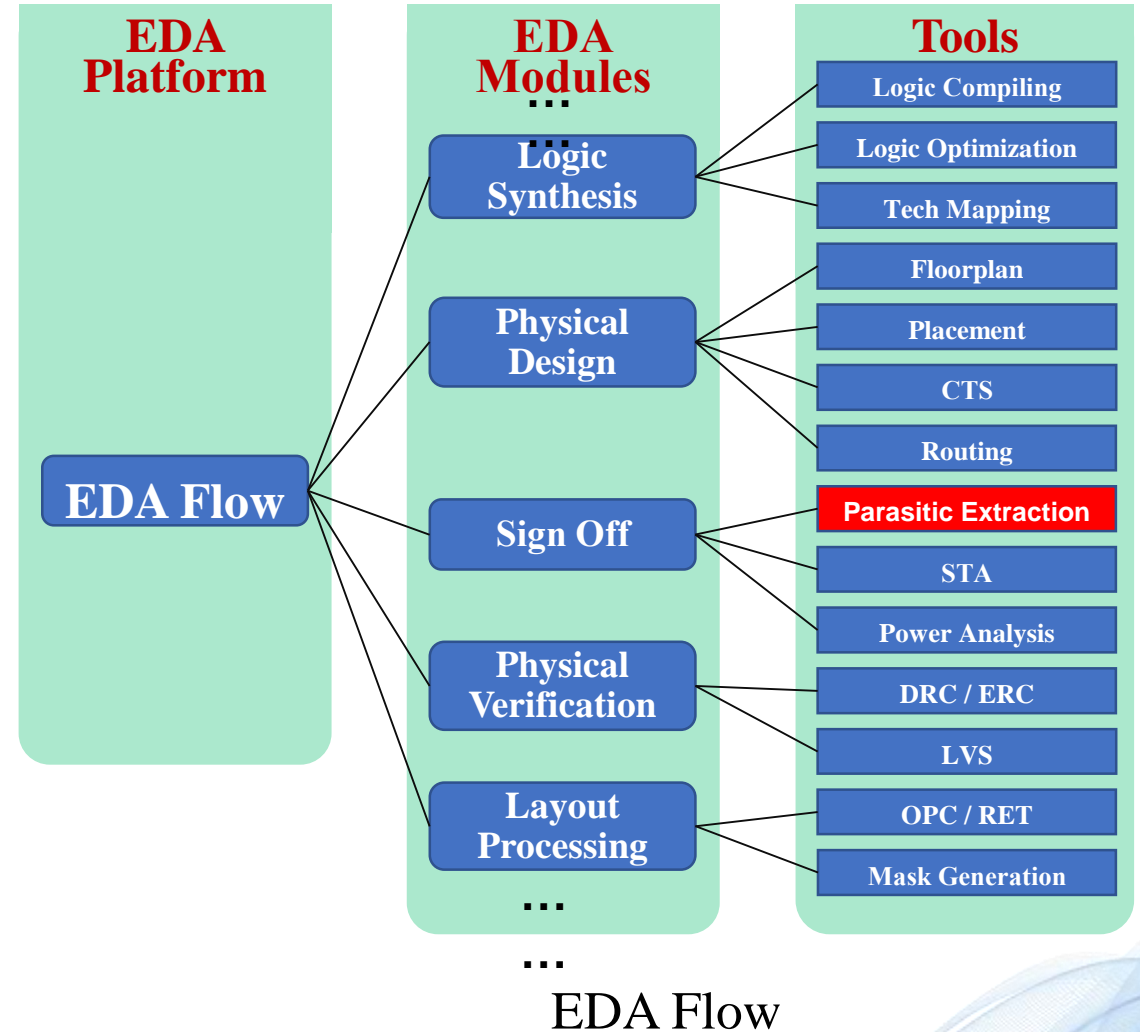 EDA
Platform
EDA Flow
EDA
Modules
...
...
Logic
Synthesis
Physical
Design
Sign Off
Physical
Verification
Layout
Processing
...
...
Tools
Logic Compiling
Logic Optimization
Tech Mapping
Floorplan
Placement
CTS
Routing
Parasitic Extraction
STA
Power Analysis
DRC / ERC
LVS
OPC / RET
Mask Generation
EDA Flow